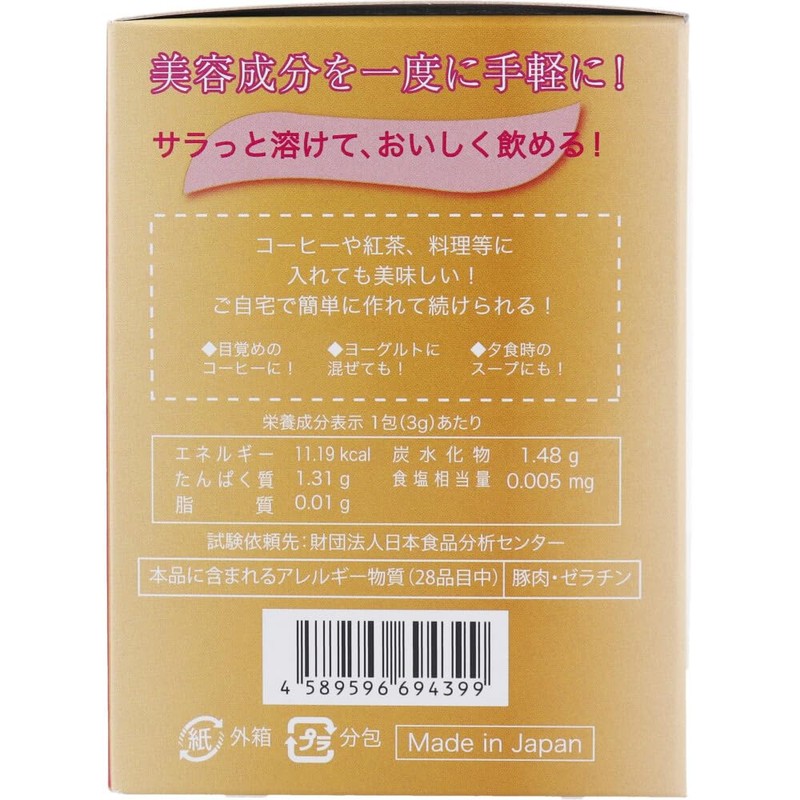 美容成分を一度に手軽に！
サラっと溶けて、おいしく飲める！
コーヒーや紅茶、料理等に
入れても美味しい！
ご自宅で簡単に作れて続けられる！
◆目覚めの
コーヒーに！
◆ヨーグルトに
混ぜても！
◆夕食時の
スープにも！
栄養成分表示 1包(3g)あたり
エネルギー 11.19 kcal 炭水化物 1.48 g
たんぱく質 1.31 g 食塩相当量 0.005 mg
脂質 0.01 g
試験依頼先：財団法人日本食品分析センター
本品に含まれるアレルギー物質（28品目中） 豚肉・ゼラチン
4 589596 694399
紙 外箱 プラ 分包 Made in Japan